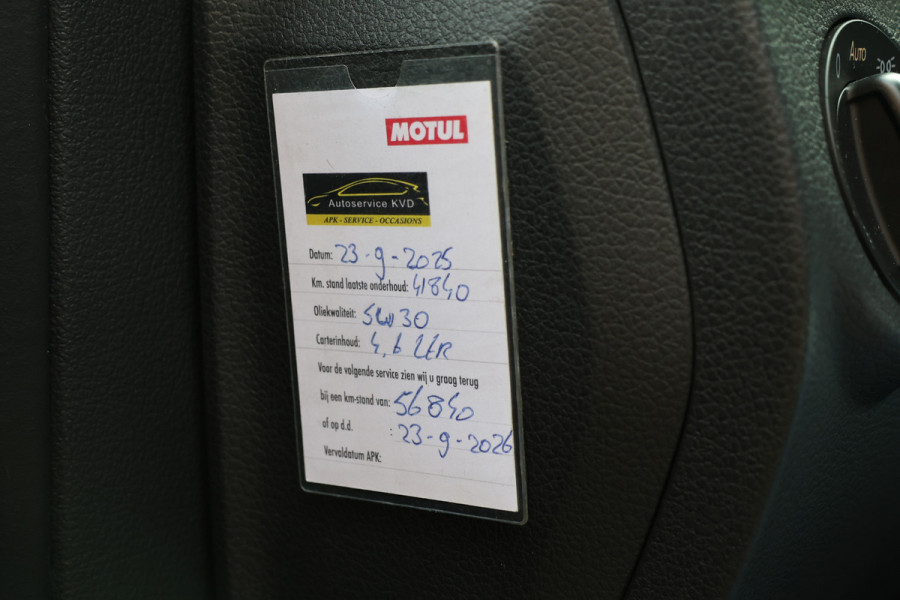 MOTUL
Autoservice KVD
APK - SERVICE - OCCASIONS
Datum: 23-9-2025
Km. stand laatste onderhoud: 41840
Oliekwaliteit: 5W30
Carterinhoud: 4,6 LtR
Voor de volgende service zien wij u graag terug
bij een km-stand van: 56840
of op d.d. : 23-9-2026
Vervaldatum APK:
0 AUTO